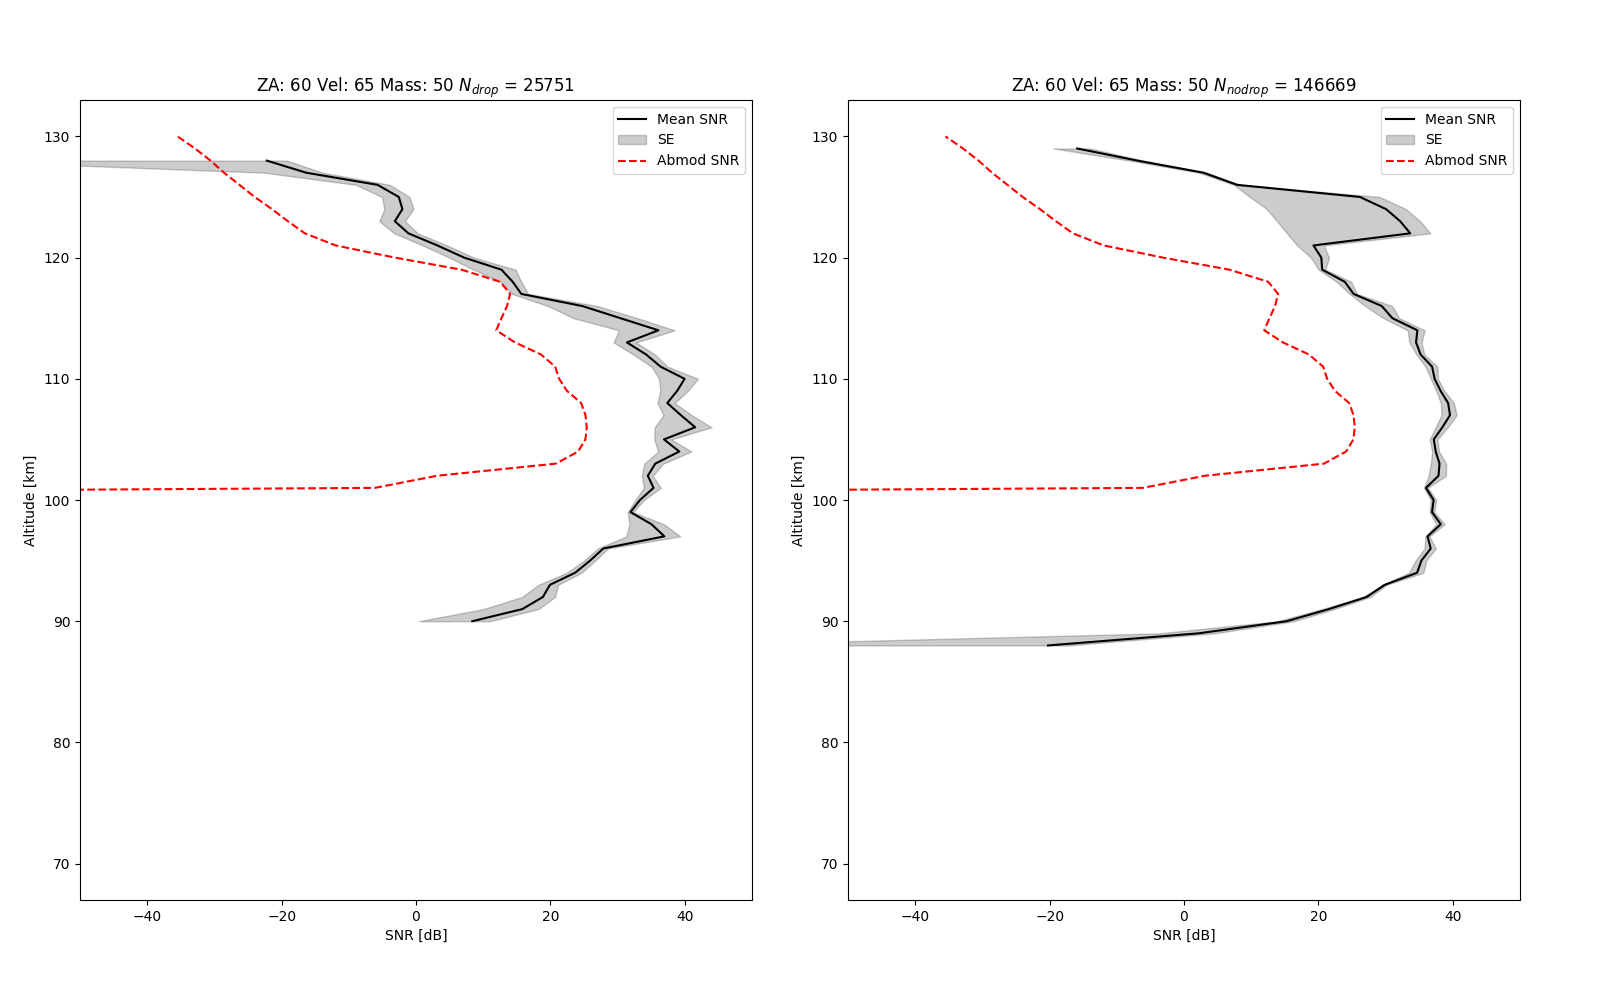 ZA: 60 Vel: 65 Mass: 50 N_drop = 25751
Mean SNR
SE
Abmod SNR
130
120
110
100
90
80
70
Altitude [km]
−40
−20
0
20
40
SNR [dB]
ZA: 60 Vel: 65 Mass: 50 N_nodrop = 146669
Mean SNR
SE
Abmod SNR
130
120
110
100
90
80
70
Altitude [km]
−40
−20
0
20
40
SNR [dB]